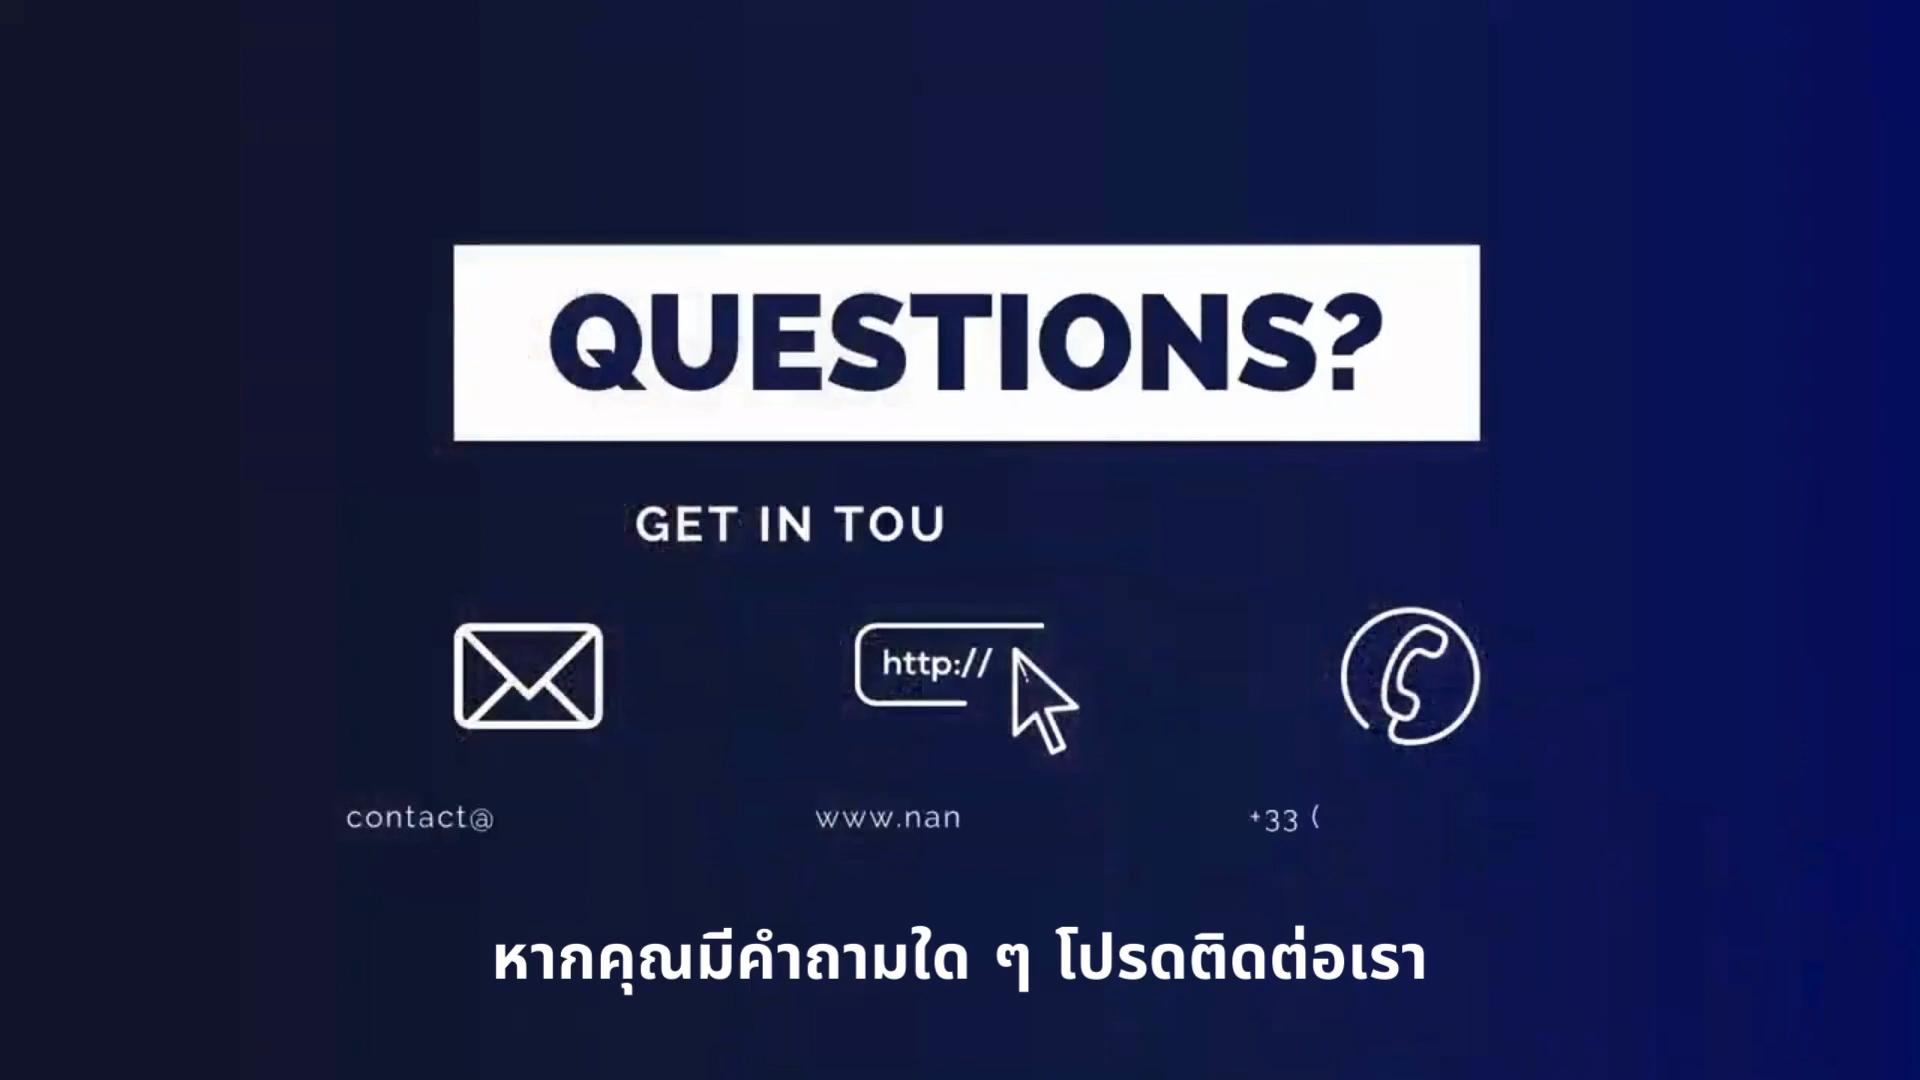 QUESTIONS?
GET IN TOU
http://
contact@
www.nan
+33 (
หากคุณมีคำถามใด ๆ โปรดติดต่อเรา